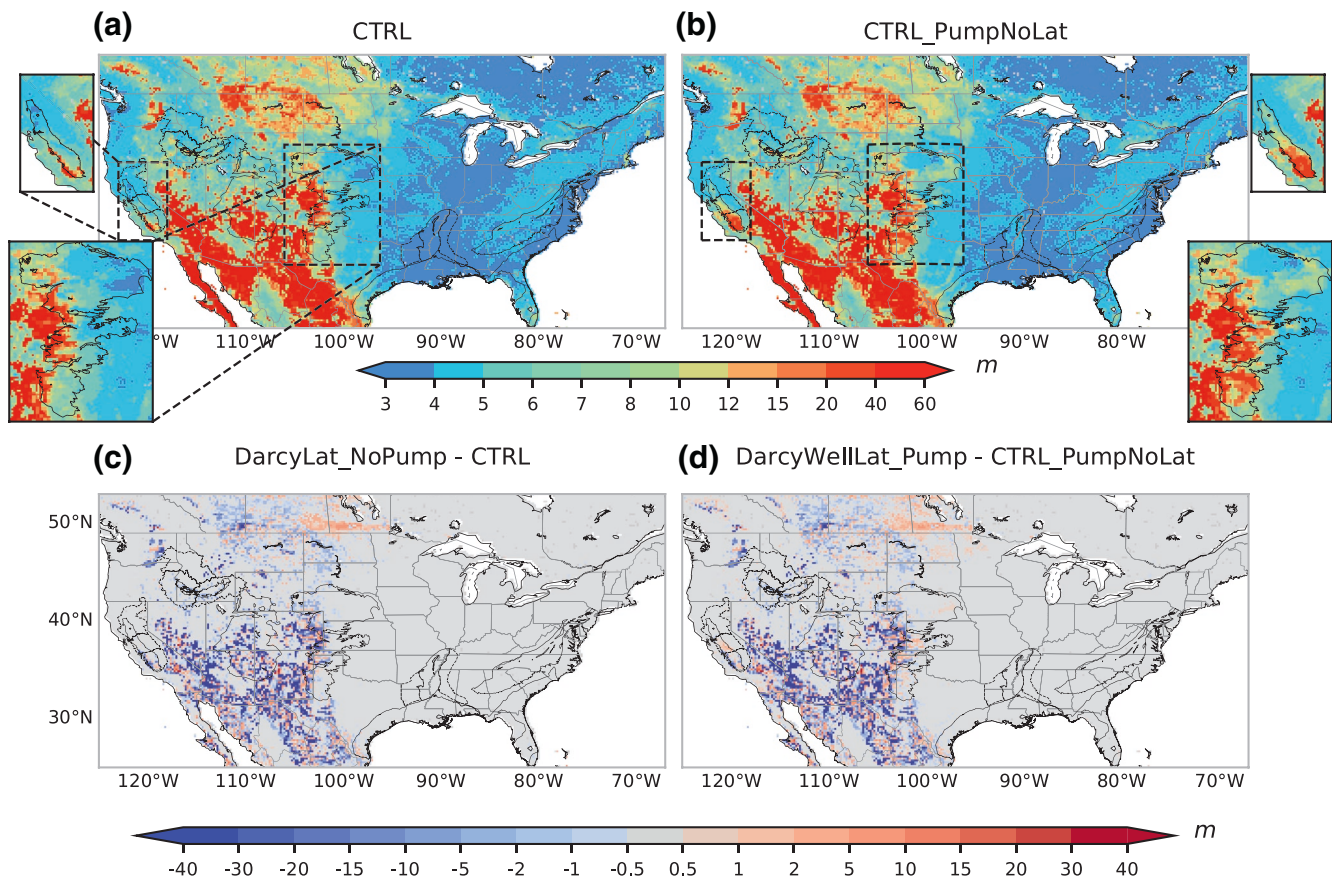 (a) CTRL
(b) CTRL_PumpNoLat
W 110°W 100°W 90°W 80°W 70°W
120°W 110°W 100°W 90°W 80°W 70°W
m
3 4 5 6 7 8 10 12 15 20 40 60
(c) DarcyLat_NoPump - CTRL
(d) DarcyWellLat_Pump - CTRL_PumpNoLat
50°N
40°N
30°N
120°W 110°W 100°W 90°W 80°W 70°W
120°W 110°W 100°W 90°W 80°W 70°W
m
-40 -30 -20 -15 -10 -5 -2 -1 -0.5 0.5 1 2 5 10 15 20 30 40